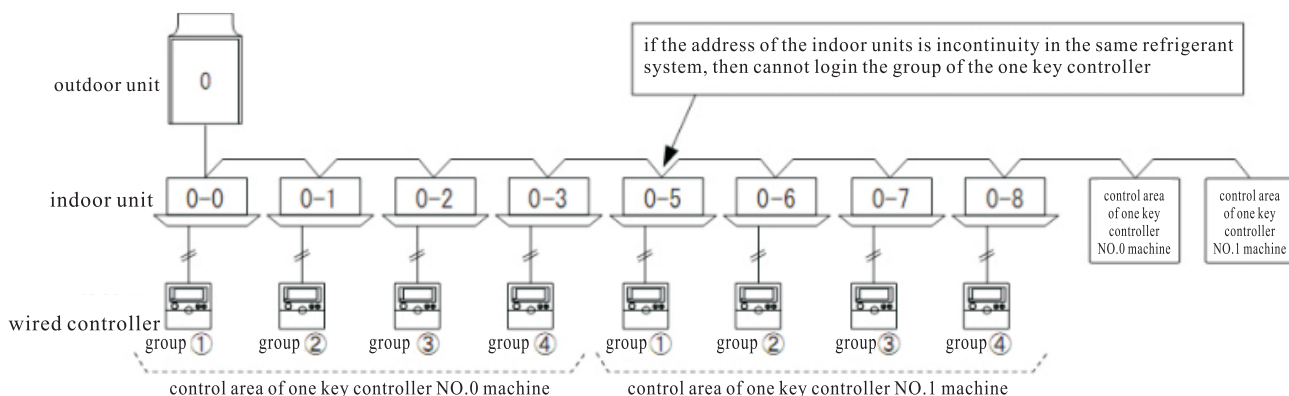 if the address of the indoor units is incontinuity in the same refrigerant
system, then cannot login the group of the one key controller
outdoor unit
0
indoor unit
0-0
0-1
0-2
0-3
0-5
0-6
0-7
0-8
control area
of one key
controller
NO.0 machine
control area
of one key
controller
NO.1 machine
wired controller
group ①
group ②
group ③
group ④
group ①
group ②
group ③
group ④
control area of one key controller NO.0 machine
control area of one key controller NO.1 machine